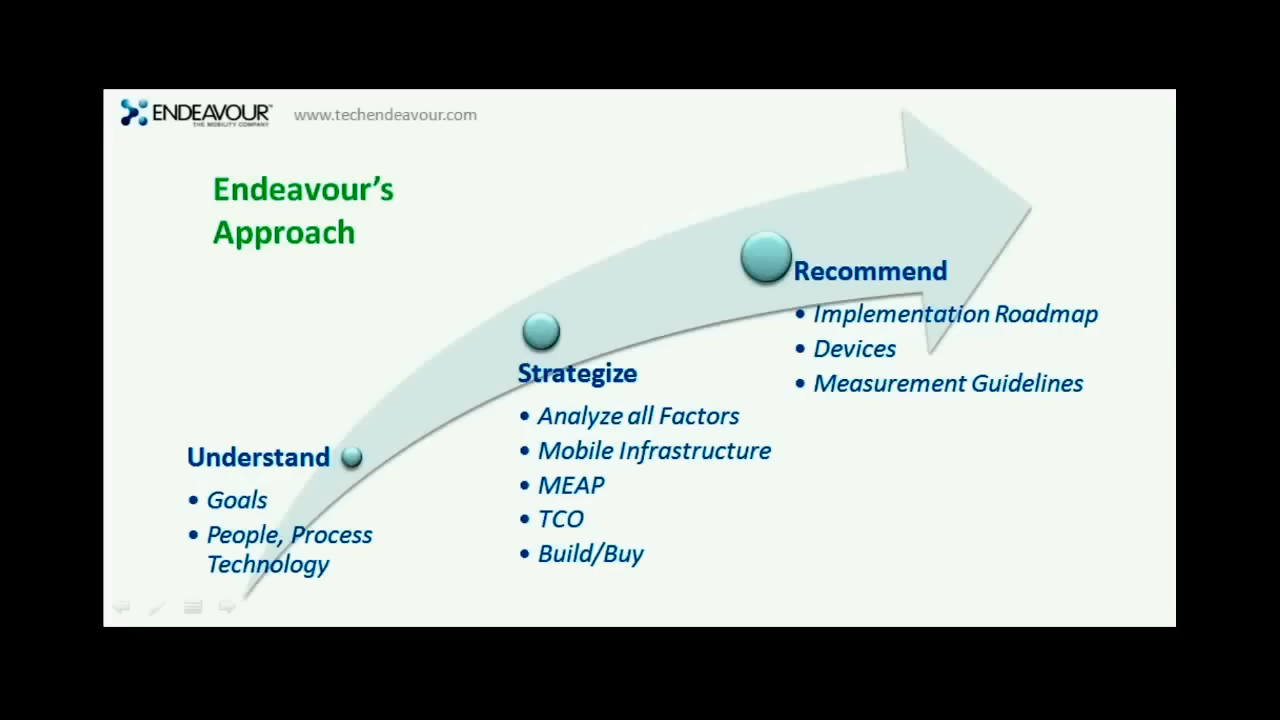 ENDEAVOUR™ www.techendeavour.com
THE MOBILITY COMPANY
Endeavour's
Approach
Understand
• Goals
• People, Process
Technology
Strategize
• Analyze all Factors
• Mobile Infrastructure
• MEAP
• TCO
• Build/Buy
Recommend
• Implementation Roadmap
• Devices
• Measurement Guidelines